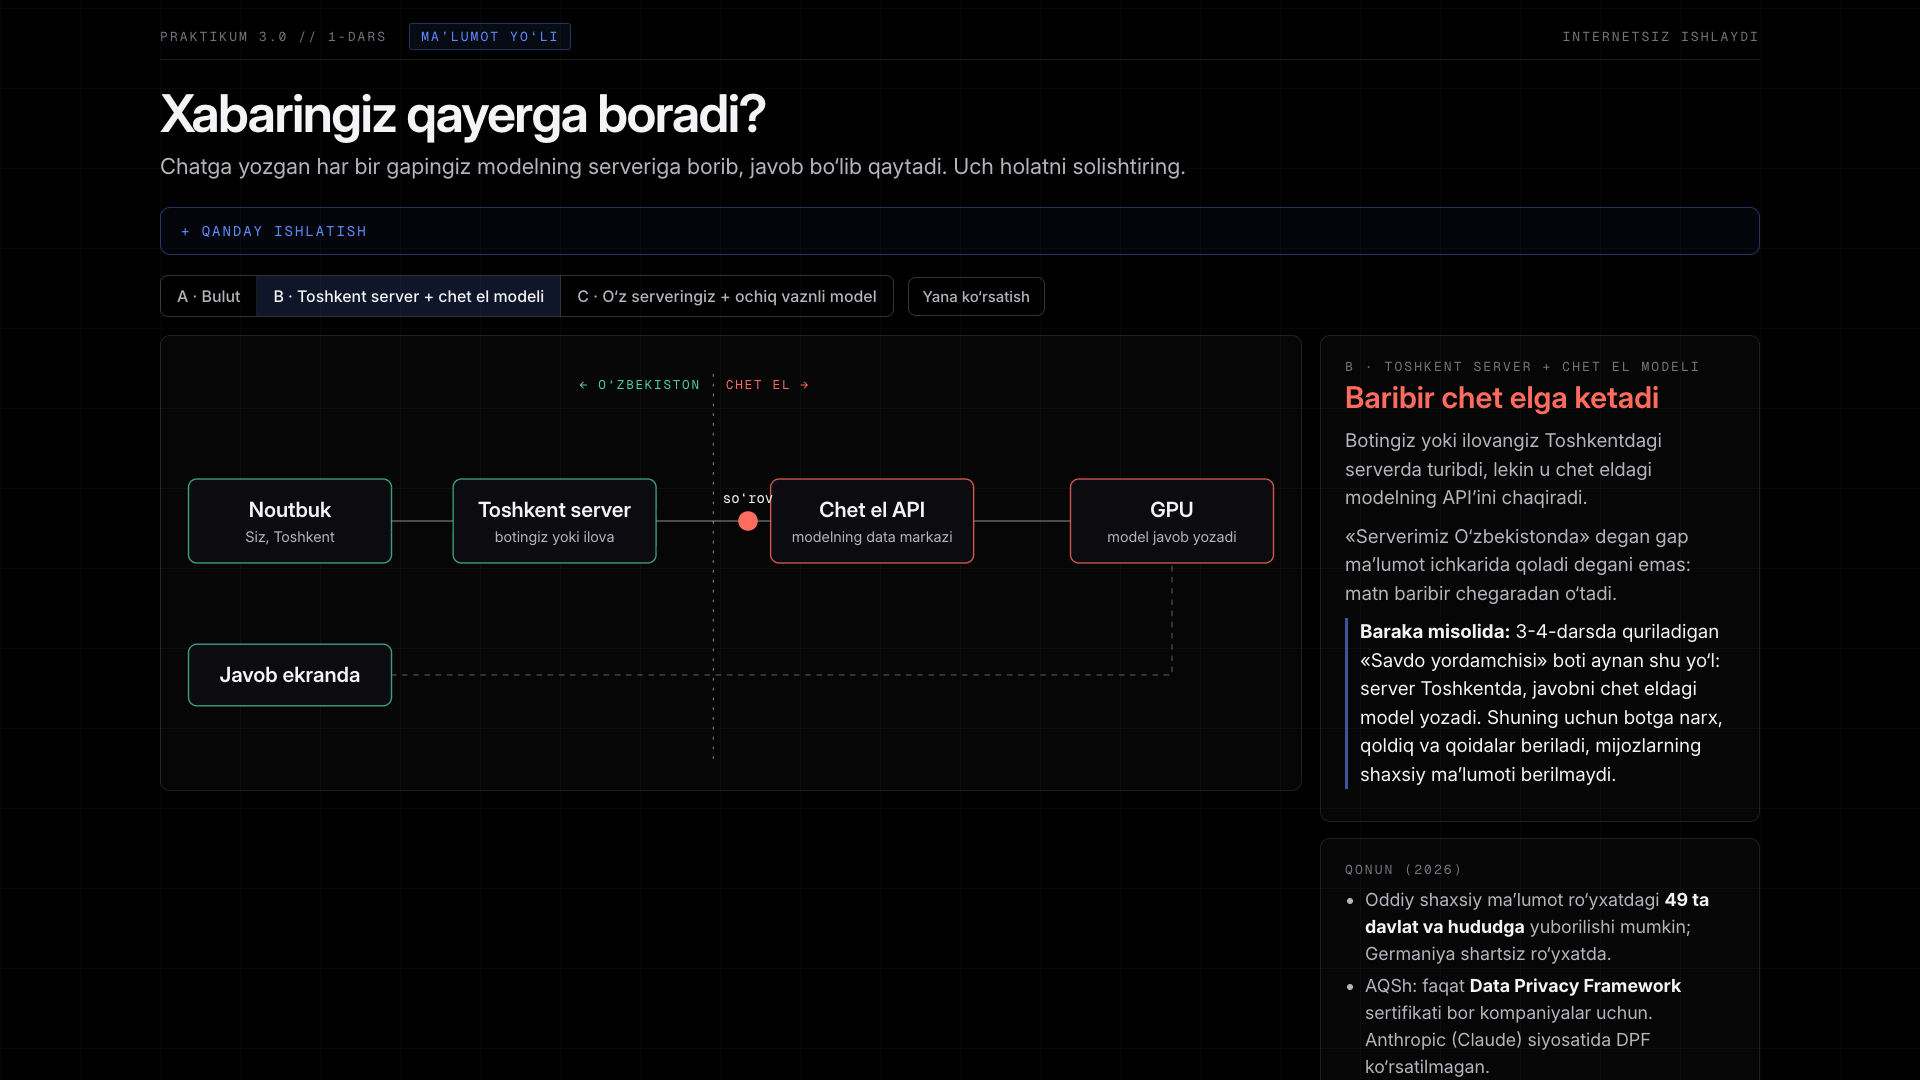 PRAKTIKUM 3.0 // 1-DARS
MA’LUMOT YO‘LI
INTERNETSIZ ISHLAYDI
Xabaringiz qayerga boradi?
Chatga yozgan har bir gapingiz modelning serveriga borib, javob bo‘lib qaytadi. Uch holatni solishtiring.
+ QANDAY ISHLATISH
A · Bulut
B · Toshkent server + chet el modeli
C · O‘z serveringiz + ochiq vaznli model
Yana ko‘rsatish
← O‘ZBEKISTON
CHET EL →
Noutbuk
Siz, Toshkent
Toshkent server
botingiz yoki ilova
so‘rov
Chet el API
modelning data markazi
GPU
model javob yozadi
Javob ekranda
B · TOSHKENT SERVER + CHET EL MODELI
Baribir chet elga ketadi
Botingiz yoki ilovangiz Toshkentdagi
serverda turibdi, lekin u chet eldagi
modelning API’ini chaqiradi.
«Serverimiz O‘zbekistonda» degan gap
ma’lumot ichkarida qoladi degani emas:
matn baribir chegaradan o‘tadi.
Baraka misolida: 3-4-darsda quriladigan
«Savdo yordamchisi» boti aynan shu yo‘l:
server Toshkentda, javobni chet eldagi
model yozadi. Shuning uchun botga narx,
qoldiq va qoidalar beriladi, mijozlarning
shaxsiy ma’lumoti berilmaydi.
QONUN (2026)
• Oddiy shaxsiy ma’lumot ro‘yxatdagi 49 ta
davlat va hududga yuborilishi mumkin;
Germaniya shartsiz ro‘yxatda.
• AQSh: faqat Data Privacy Framework
sertifikati bor kompaniyalar uchun.
Anthropic (Claude) siyosatida DPF
ko‘rsatilmagan.